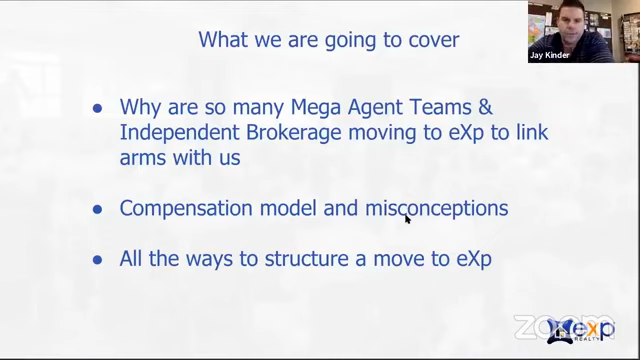 What we are going to cover
Jay Kinder
● Why are so many Mega Agent Teams &
Independent Brokerage moving to eXp to link
arms with us
● Compensation model and misconceptions
● All the ways to structure a move to eXp
zoom
eXp
REALTY